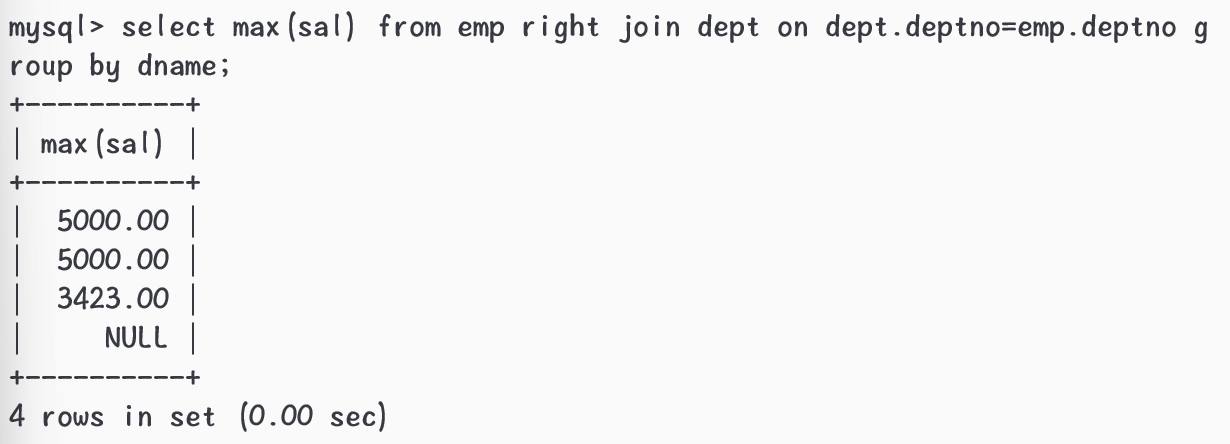 mysql> select max(sal) from emp right join dept on dept.deptno=emp.deptno g
roup by dname;
+----------+
| max(sal) |
+----------+
|  5000.00 |
|  5000.00 |
|  3423.00 |
|     NULL |
+----------+
4 rows in set (0.00 sec)